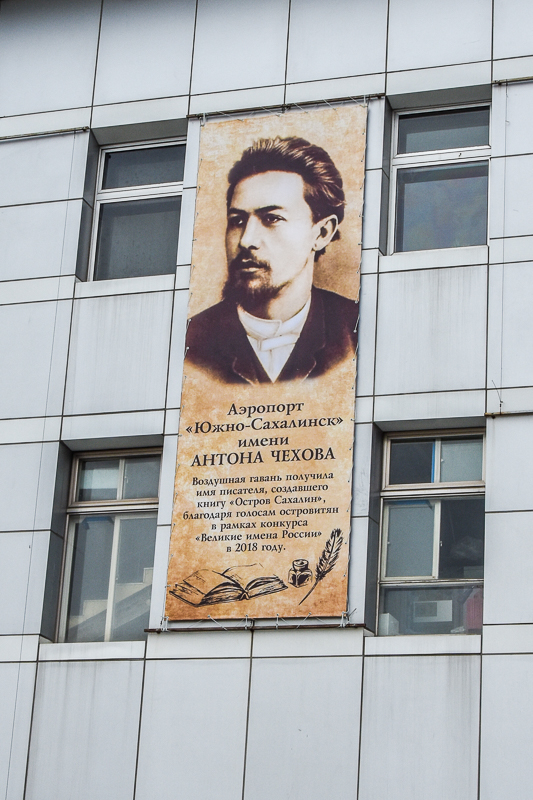 Аэропорт
«Южно-Сахалинск»
имени
АНТОНА ЧЕХОВА
Воздушная гавань получила
имя писателя, создавшего
книгу «Остров Сахалин»,
благодаря голосам островитян
в рамках конкурса
«Великие имена России»
в 2018 году.